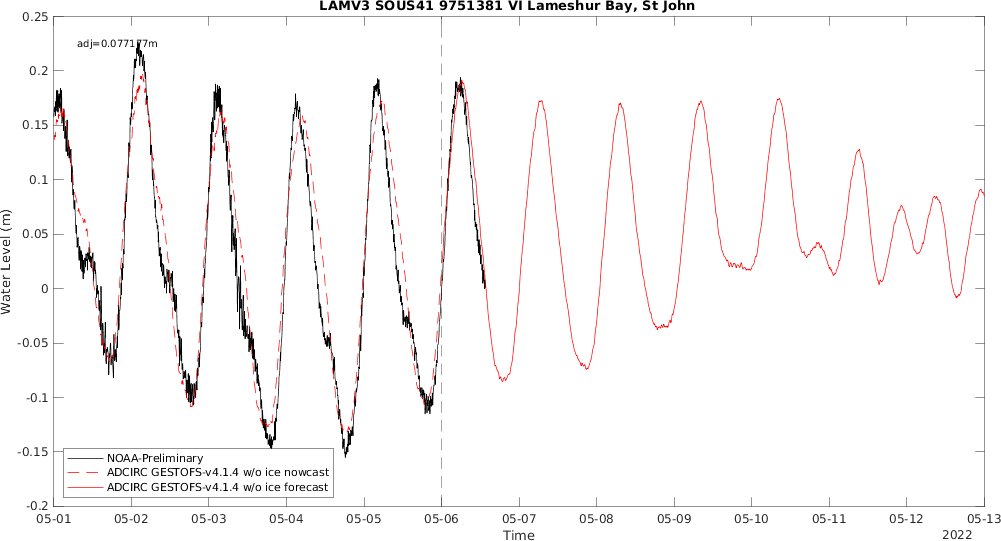 LAMV3 SOUS41 9751381 VI Lameshur Bay, St John
adj=0.077177m
0.25
0.2
0.15
0.1
0.05
0
-0.05
-0.1
-0.15
-0.2
Water Level (m)
NOAA-Preliminary
ADCIRC GESTOFS-v4.1.4 w/o ice nowcast
ADCIRC GESTOFS-v4.1.4 w/o ice forecast
05-01 05-02 05-03 05-04 05-05 05-06 05-07 05-08 05-09 05-10 05-11 05-12 05-13
Time
2022